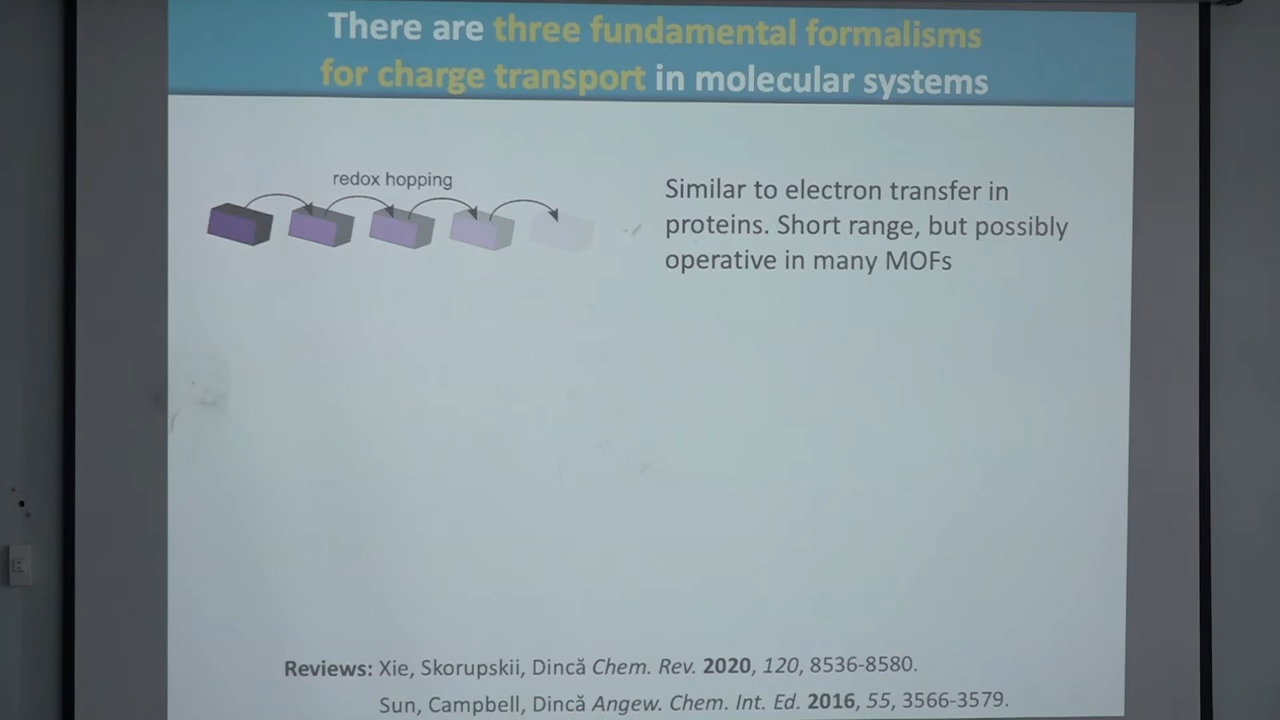 There are three fundamental formalisms
for charge transport in molecular systems
redox hopping
Similar to electron transfer in
proteins. Short range, but possibly
operative in many MOFs
Reviews: Xie, Skorupskii, Dincă Chem. Rev. 2020, 120, 8536-8580.
Sun, Campbell, Dincă Angew. Chem. Int. Ed. 2016, 55, 3566-3579.